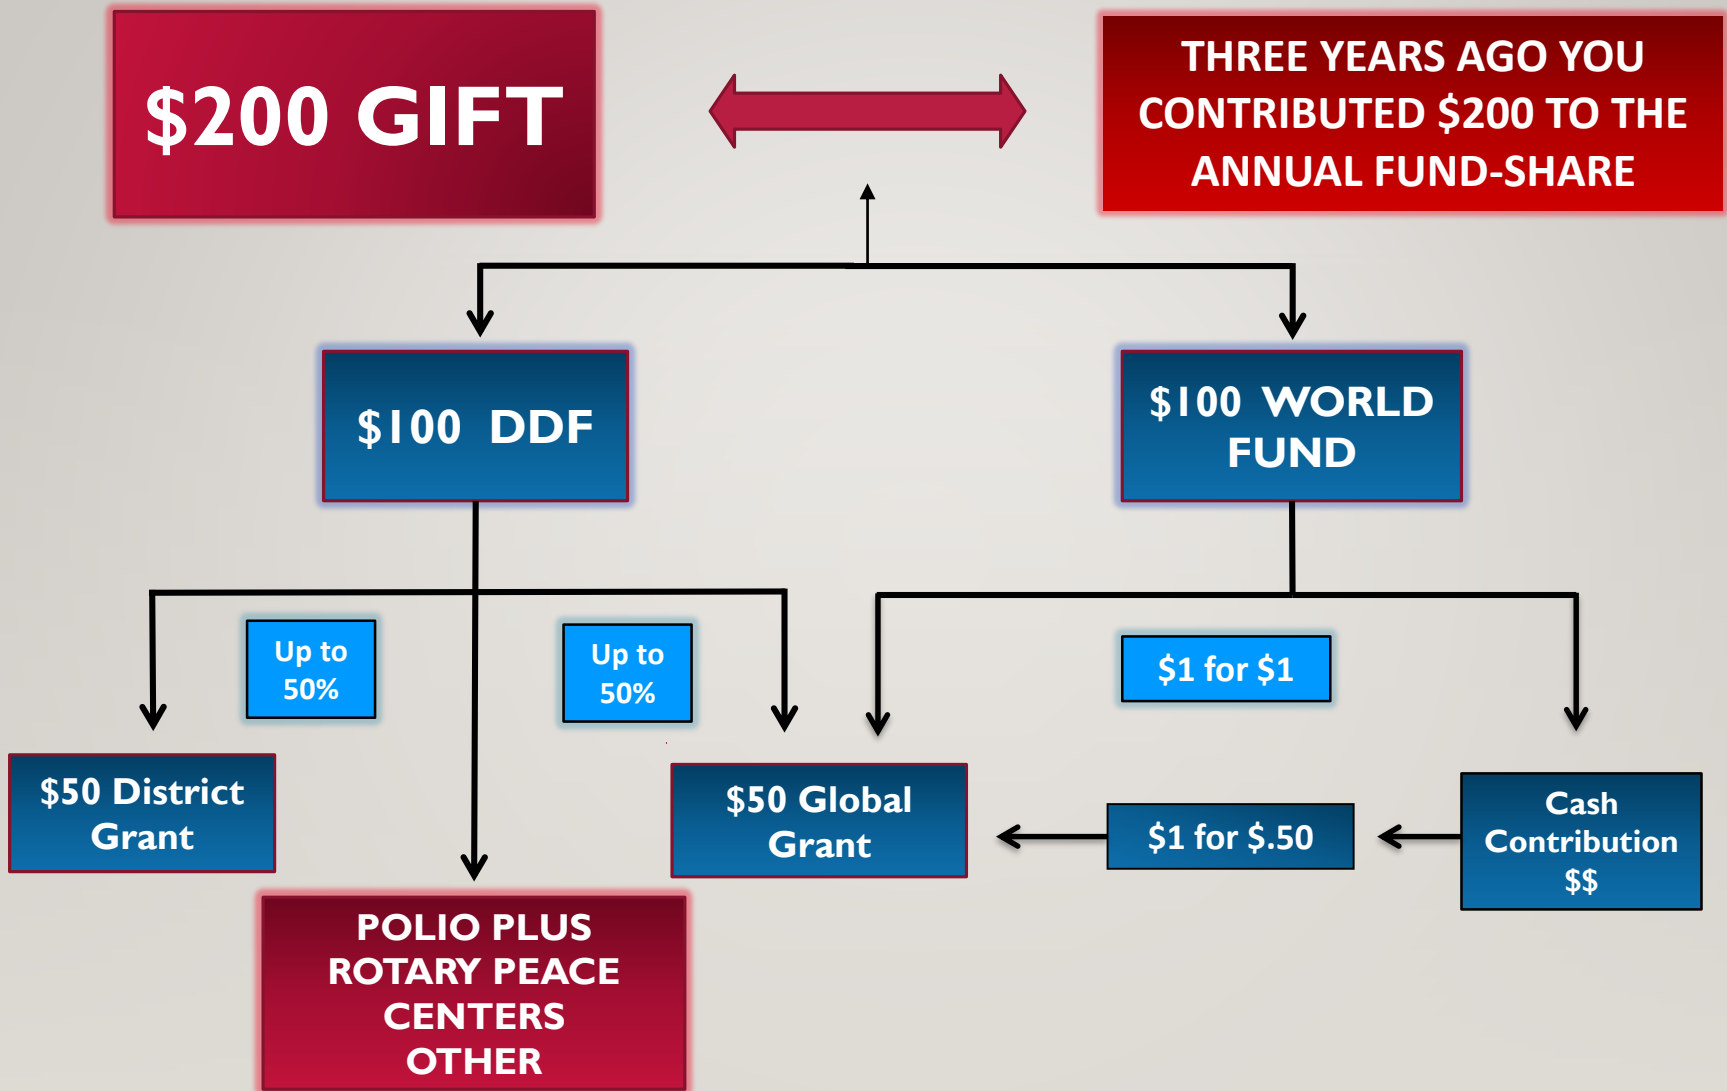 $200 GIFT
THREE YEARS AGO YOU
CONTRIBUTED $200 TO THE
ANNUAL FUND-SHARE
$100 DDF
$100 WORLD
FUND
Up to
50%
Up to
50%
$1 for $1
$50 District
Grant
$50 Global
Grant
$1 for $.50
Cash
Contribution
$$
POLIO PLUS
ROTARY PEACE
CENTERS
OTHER